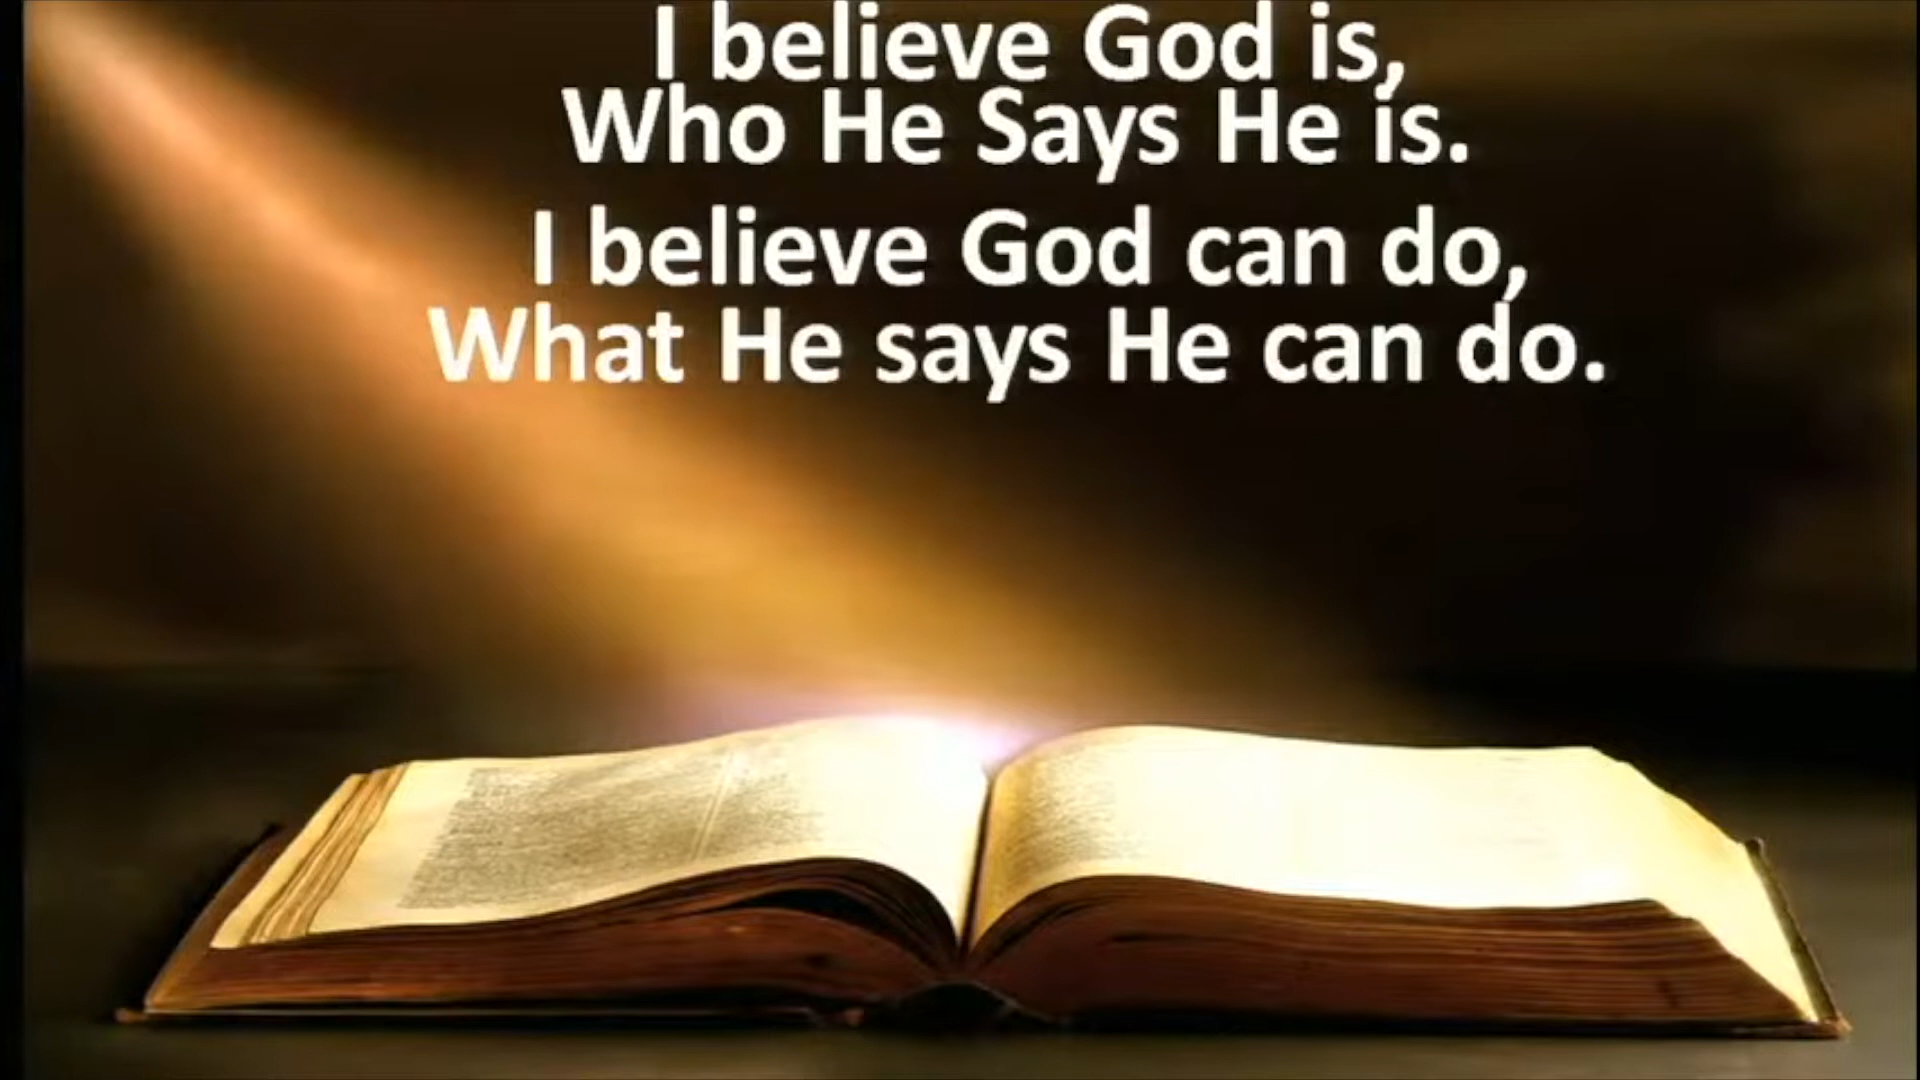 I believe God is,
Who He Says He is.
I believe God can do,
What He says He can do.